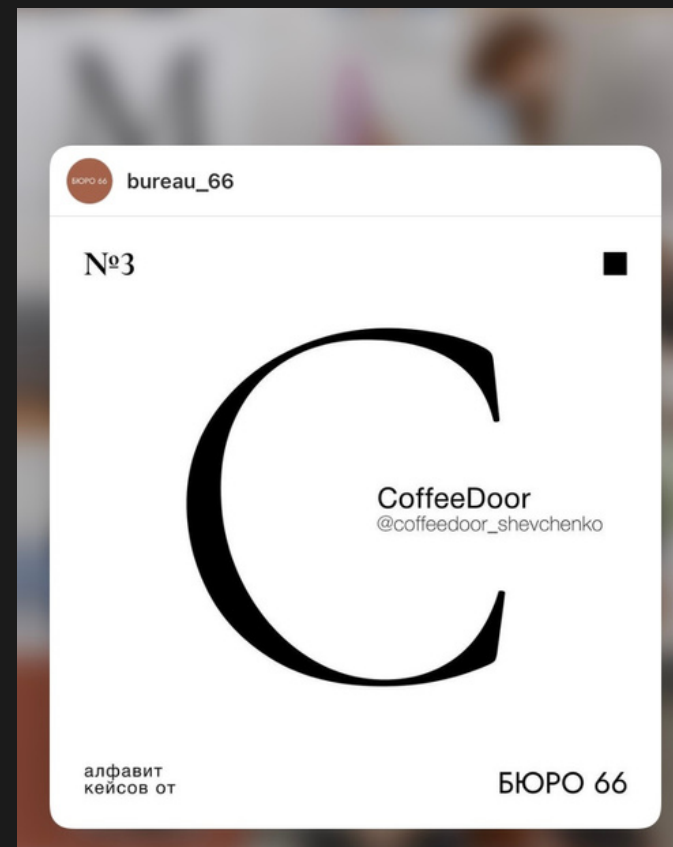 БЮРО 66
bureau_66
№3
C
CoffeeDoor
@coffeedoor_shevchenko
алфавит
кейсов от
БЮРО 66